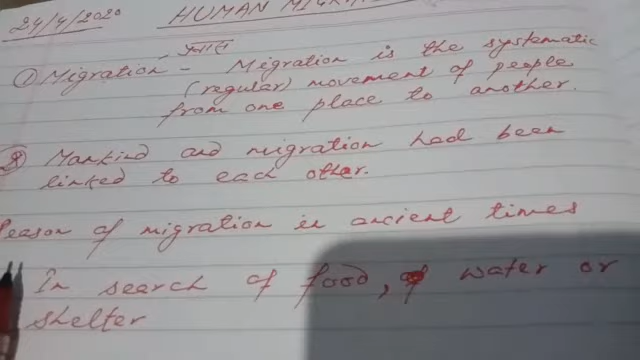 24/4/2020
HUMAN
प्रवास
① Migration - Migration is the systematic
(regular) movement of people
from one place to another.
Mankind and migration had been
linked to each other.
Reason of migration in ancient times
In search of food, of water or
shelter